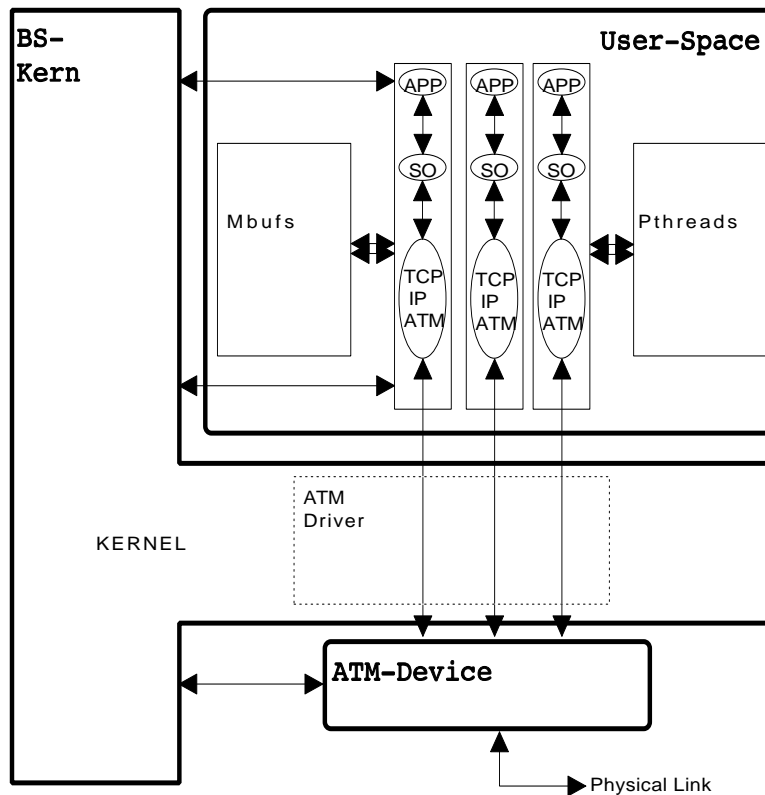 BS-
Kern
User-Space
APP
APP
APP
SO
SO
SO
Mbufs
Pthreads
TCP
IP
ATM
TCP
IP
ATM
TCP
IP
ATM
ATM
Driver
KERNEL
ATM-Device
Physical Link